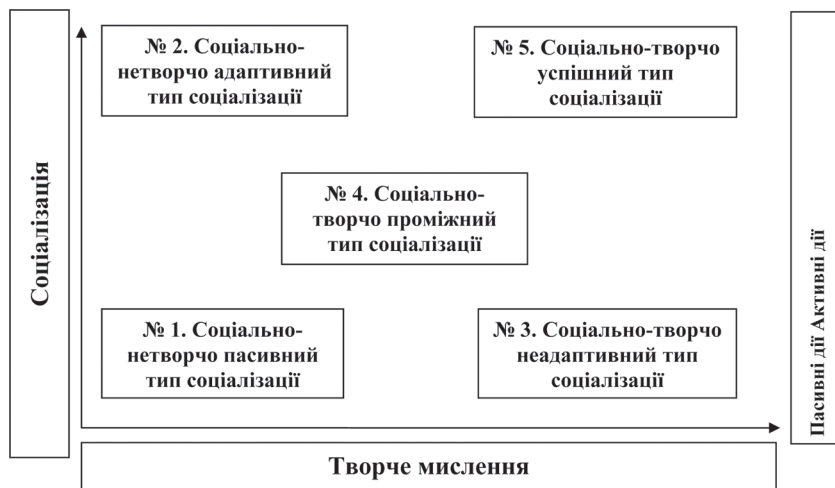 Соціалізація
№ 2. Соціально-
нетворчо адаптивний
тип соціалізації
№ 5. Соціально-творчо
успішний тип
соціалізації
№ 4. Соціально-
творчо проміжний
тип соціалізації
№ 1. Соціально-
нетворчо пасивний
тип соціалізації
№ 3. Соціально-творчо
неадаптивний тип
соціалізації
Пасивні дії Активні дії
Творче мислення